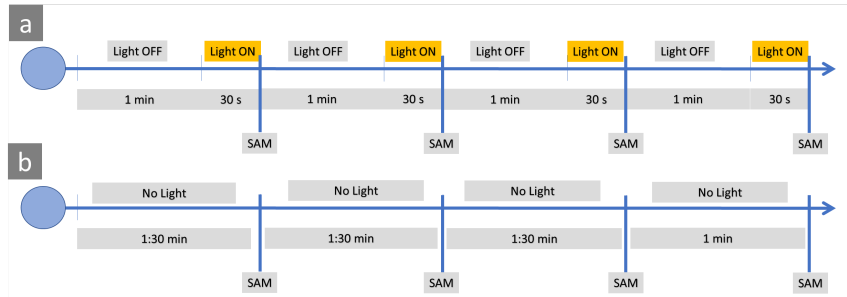 a
Light OFF Light ON Light OFF Light ON Light OFF Light ON Light OFF Light ON
1 min 30 s 1 min 30 s 1 min 30 s 1 min 30 s
SAM SAM SAM SAM
b
No Light No Light No Light No Light
1:30 min 1:30 min 1:30 min 1 min
SAM SAM SAM SAM